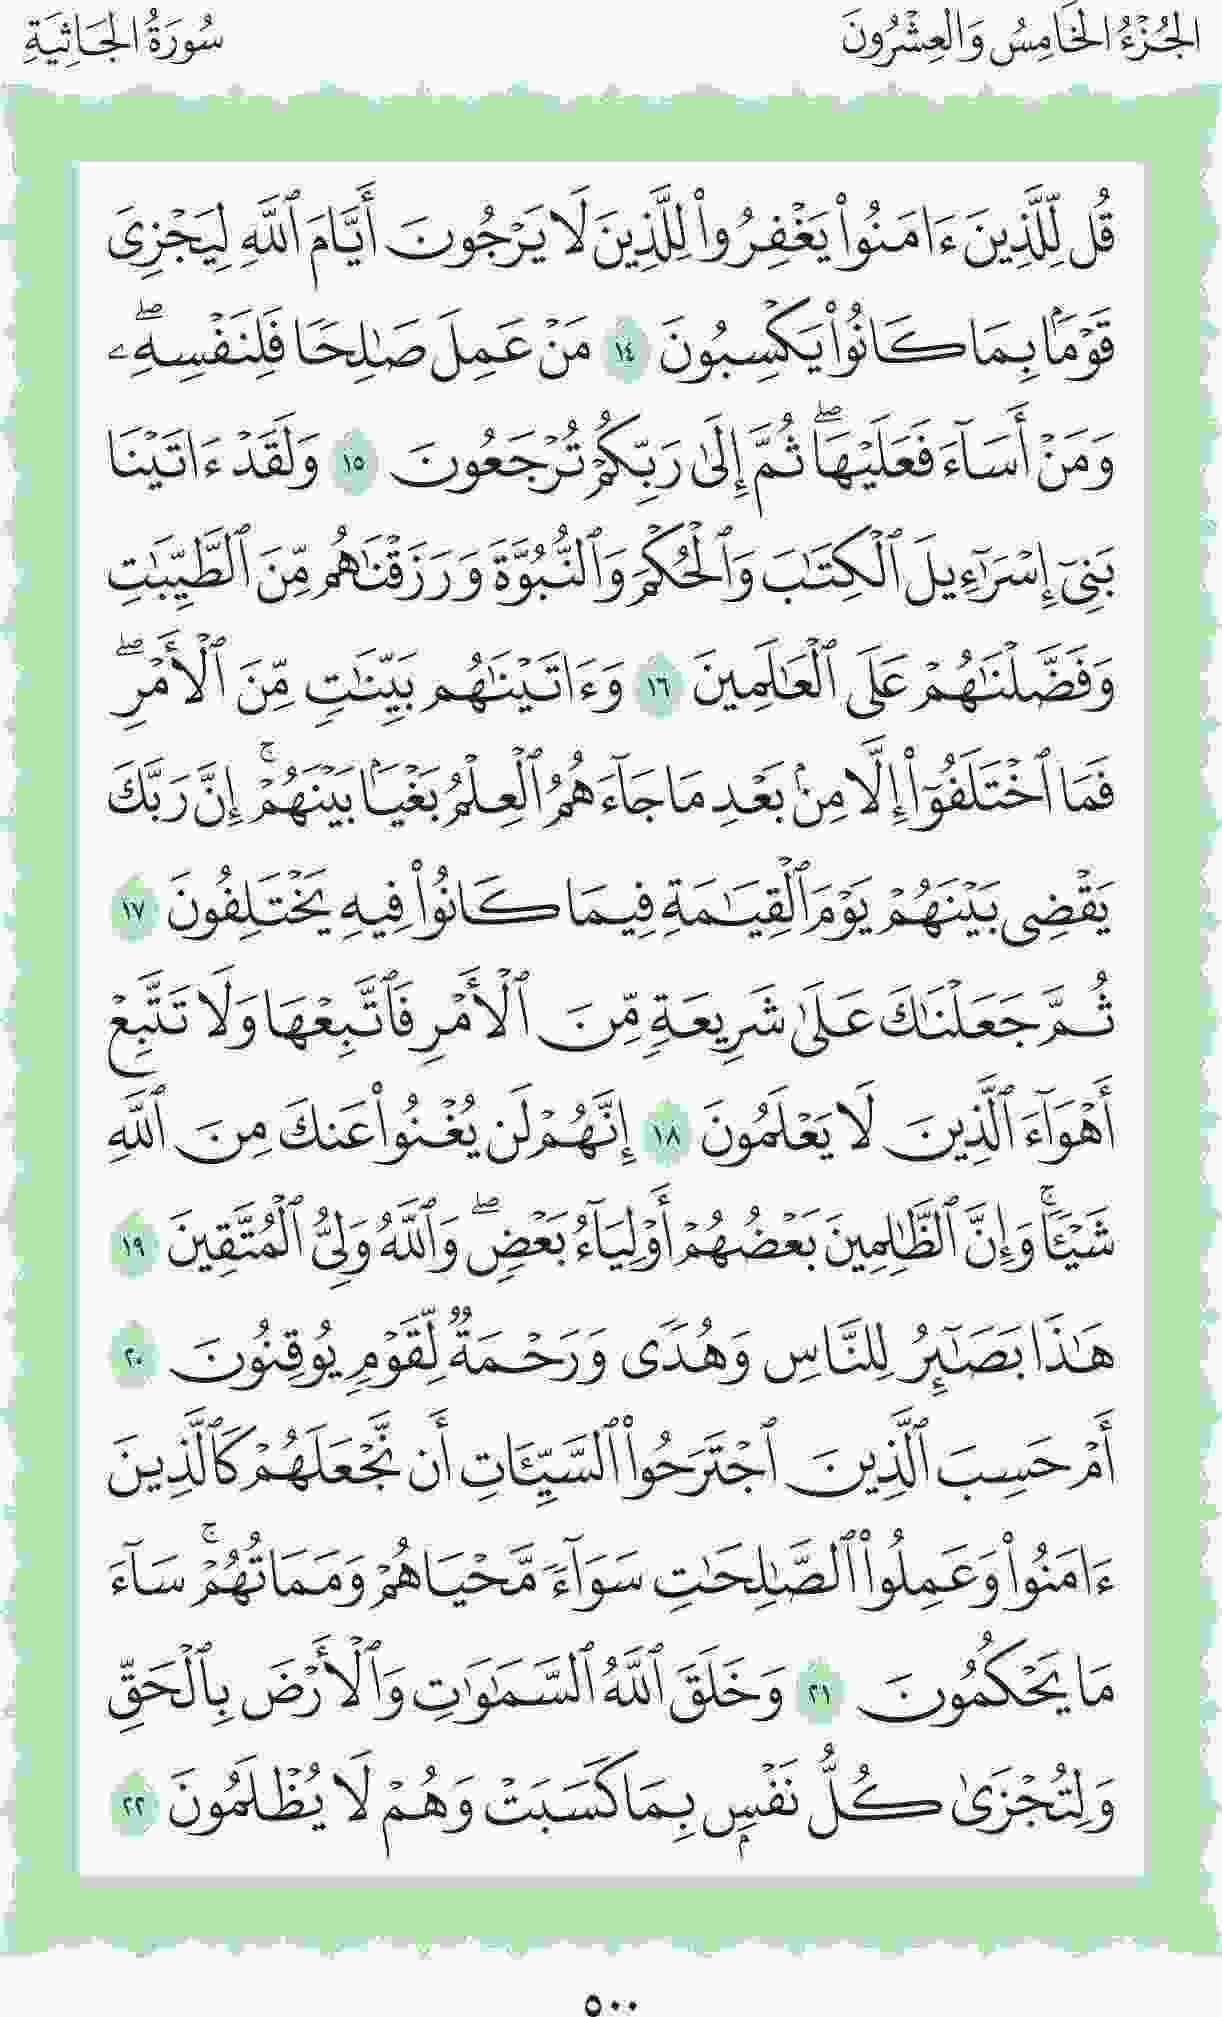 الجُزْءُ الخَامِسُ وَالعِشْرُونَ
سُورَةُ الجَاثِيَةِ
قُل لِّلَّذِينَ ءَامَنُوا۟ يَغْفِرُوا۟ لِلَّذِينَ لَا يَرْجُونَ أَيَّامَ ٱللَّهِ لِيَجْزِىَ
قَوْمَۢا بِمَا كَانُوا۟ يَكْسِبُونَ ١٤ مَنْ عَمِلَ صَـٰلِحًا فَلِنَفْسِهِۦ ۖ
وَمَنْ أَسَآءَ فَعَلَيْهَا ۖ ثُمَّ إِلَىٰ رَبِّكُمْ تُرْجَعُونَ ١٥ وَلَقَدْ ءَاتَيْنَا
بَنِىٓ إِسْرَٰٓءِيلَ ٱلْكِتَـٰبَ وَٱلْحُكْمَ وَٱلنُّبُوَّةَ وَرَزَقْنَـٰهُم مِّنَ ٱلطَّيِّبَـٰتِ
وَفَضَّلْنَـٰهُمْ عَلَى ٱلْعَـٰلَمِينَ ١٦ وَءَاتَيْنَـٰهُم بَيِّنَـٰتٍ مِّنَ ٱلْأَمْرِ ۖ
فَمَا ٱخْتَلَفُوٓا۟ إِلَّا مِنۢ بَعْدِ مَا جَآءَهُمُ ٱلْعِلْمُ بَغْيَۢا بَيْنَهُمْ ۚ إِنَّ رَبَّكَ
يَقْضِى بَيْنَهُمْ يَوْمَ ٱلْقِيَـٰمَةِ فِيمَا كَانُوا۟ فِيهِ يَخْتَلِفُونَ ١٧
ثُمَّ جَعَلْنَـٰكَ عَلَىٰ شَرِيعَةٍ مِّنَ ٱلْأَمْرِ فَٱتَّبِعْهَا وَلَا تَتَّبِعْ
أَهْوَآءَ ٱلَّذِينَ لَا يَعْلَمُونَ ١٨ إِنَّهُمْ لَن يُغْنُوا۟ عَنكَ مِنَ ٱللَّهِ
شَيْـًٔا ۚ وَإِنَّ ٱلظَّـٰلِمِينَ بَعْضُهُمْ أَوْلِيَآءُ بَعْضٍ ۖ وَٱللَّهُ وَلِىُّ ٱلْمُتَّقِينَ ١٩
هَـٰذَا بَصَـٰٓئِرُ لِلنَّاسِ وَهُدًى وَرَحْمَةٌ لِّقَوْمٍ يُوقِنُونَ ٢٠
أَمْ حَسِبَ ٱلَّذِينَ ٱجْتَرَحُوا۟ ٱلسَّيِّـَٔاتِ أَن نَّجْعَلَهُمْ كَٱلَّذِينَ
ءَامَنُوا۟ وَعَمِلُوا۟ ٱلصَّـٰلِحَـٰتِ سَوَآءً مَّحْيَاهُمْ وَمَمَاتُهُمْ ۚ سَآءَ
مَا يَحْكُمُونَ ٢١ وَخَلَقَ ٱللَّهُ ٱلسَّمَـٰوَٰتِ وَٱلْأَرْضَ بِٱلْحَقِّ
وَلِتُجْزَىٰ كُلُّ نَفْسٍۭ بِمَا كَسَبَتْ وَهُمْ لَا يُظْلَمُونَ ٢٢
٥٠٠